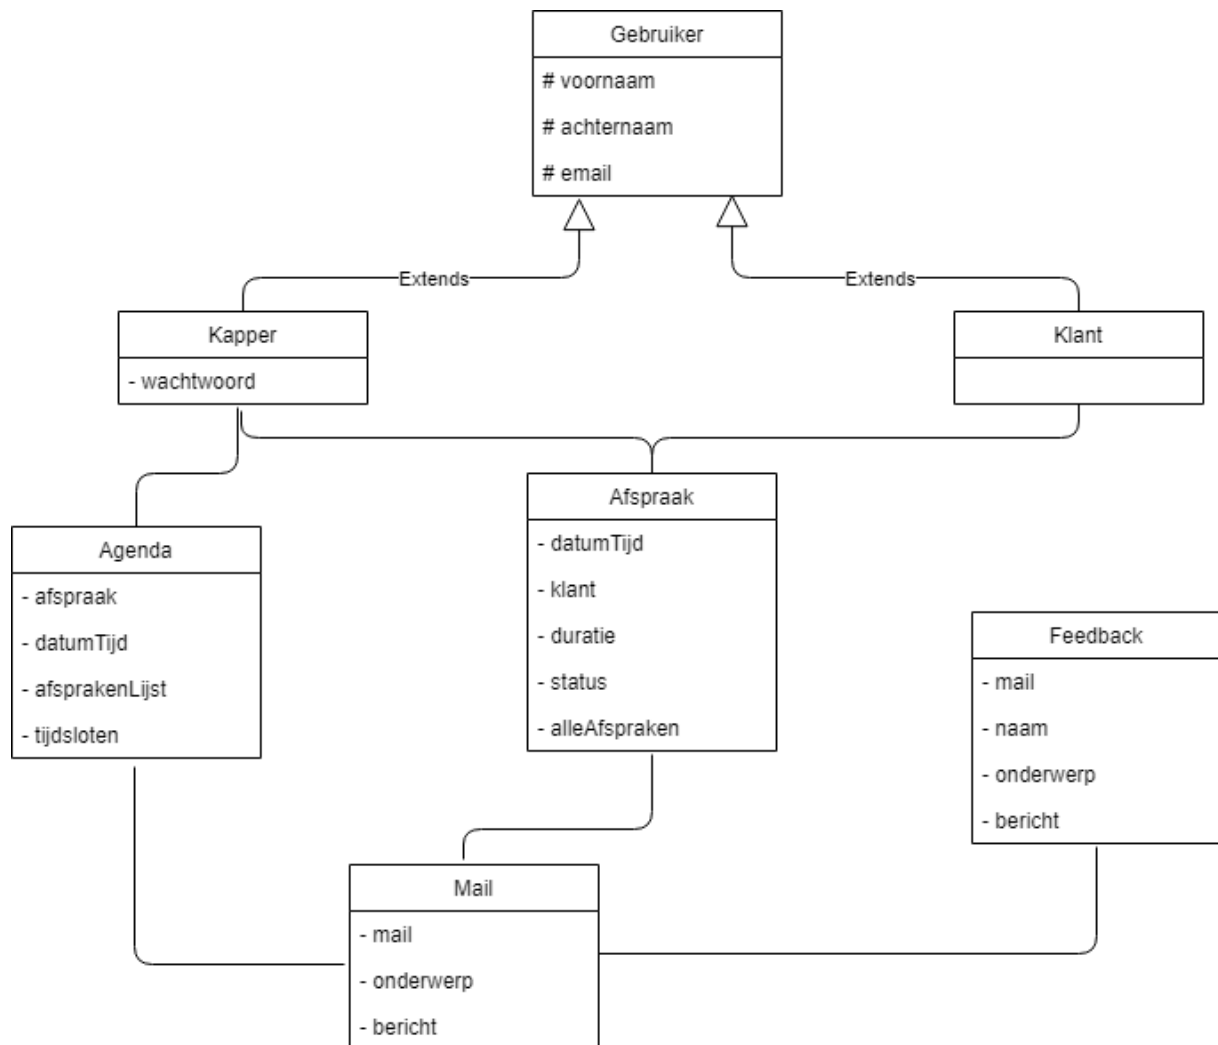 Gebruiker
# voornaam
# achternaam
# email
Extends
Extends
Kapper
- wachtwoord
Klant
Agenda
- afspraak
- datumTijd
- afsprakenLijst
- tijdsloten
Afspraak
- datumTijd
- klant
- duratie
- status
- alleAfspraken
Feedback
- mail
- naam
- onderwerp
- bericht
Mail
- mail
- onderwerp
- bericht